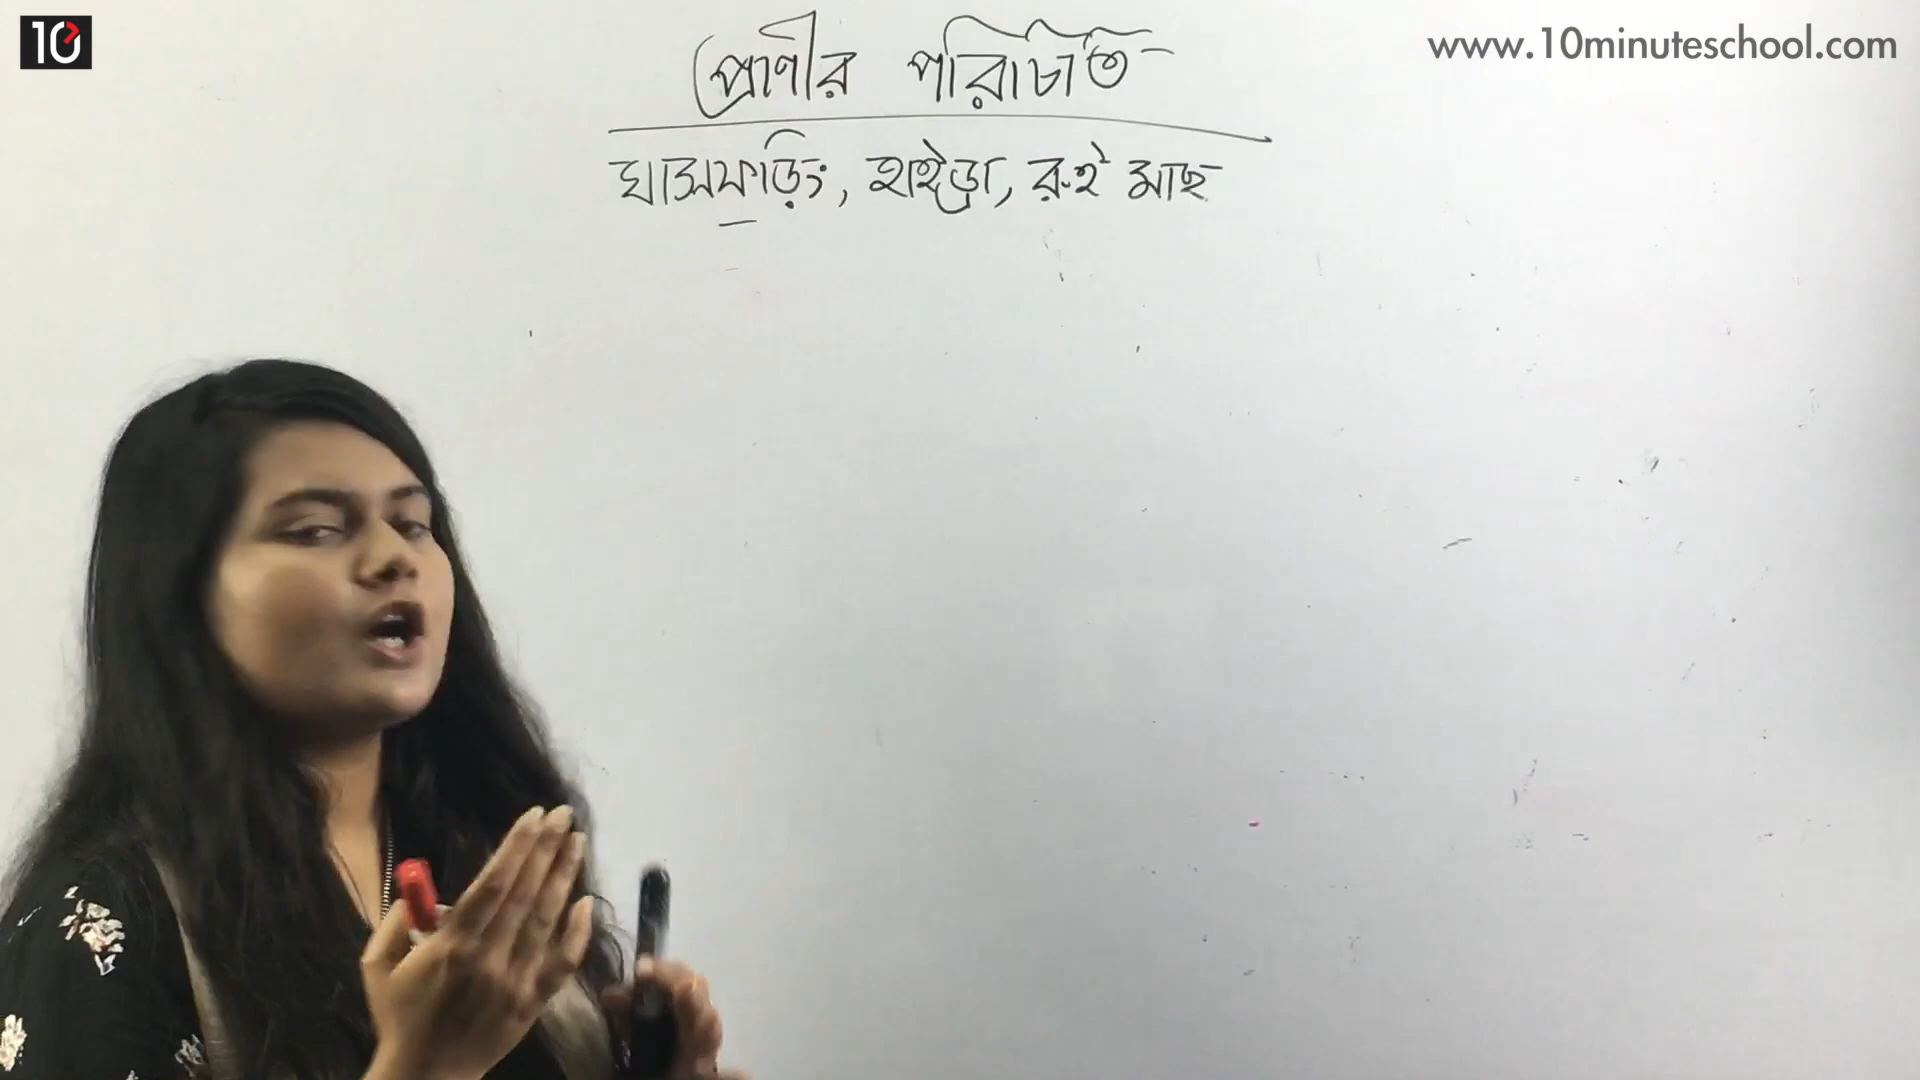 10
www.10minuteschool.com
প্রাণীর পরিচিতি
ঘাসফড়িং, হাইড্রা, রুই মাছ